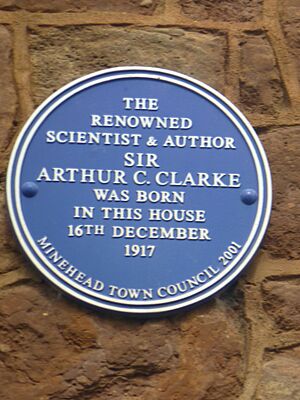 THE
RENOWNED
SCIENTIST & AUTHOR
SIR
ARTHUR C. CLARKE
WAS BORN
IN THIS HOUSE
16TH DECEMBER
1917
MINEHEAD TOWN COUNCIL 2001